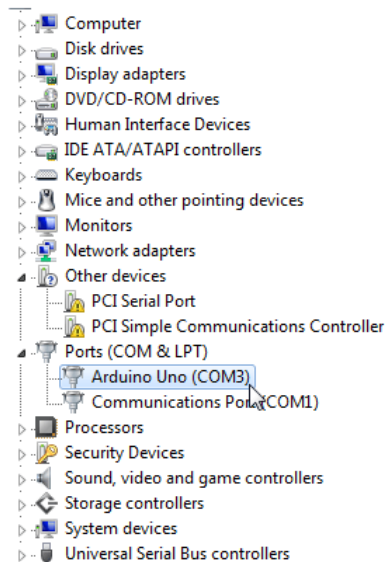 Computer
Disk drives
Display adapters
DVD/CD-ROM drives
Human Interface Devices
IDE ATA/ATAPI controllers
Keyboards
Mice and other pointing devices
Monitors
Network adapters
Other devices
PCI Serial Port
PCI Simple Communications Controller
Ports (COM & LPT)
Arduino Uno (COM3)
Communications Port (COM1)
Processors
Security Devices
Sound, video and game controllers
Storage controllers
System devices
Universal Serial Bus controllers